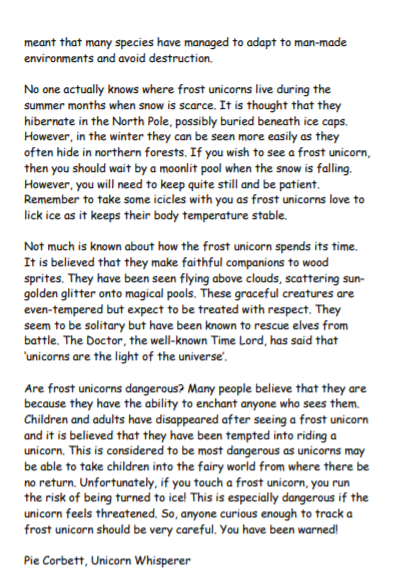 meant that many species have managed to adapt to man-made
environments and avoid destruction.
No one actually knows where frost unicorns live during the
summer months when snow is scarce. It is thought that they
hibernate in the North Pole, possibly buried beneath ice caps.
However, in the winter they can be seen more easily as they
often hide in northern forests. If you wish to see a frost unicorn,
then you should wait by a moonlit pool when the snow is falling.
However, you will need to keep quite still and be patient.
Remember to take some icicles with you as frost unicorns love to
lick ice as it keeps their body temperature stable.
Not much is known about how the frost unicorn spends its time.
It is believed that they make faithful companions to wood
sprites. They have been seen flying above clouds, scattering sun-
golden glitter onto magical pools. These graceful creatures are
even-tempered but expect to be treated with respect. They
seem to be solitary but have been known to rescue elves from
battle. The Doctor, the well-known Time Lord, has said that
'unicorns are the light of the universe'.
Are frost unicorns dangerous? Many people believe that they are
because they have the ability to enchant anyone who sees them.
Children and adults have disappeared after seeing a frost unicorn
and it is believed that they have been tempted into riding a
unicorn. This is considered to be most dangerous as unicorns may
be able to take children into the fairy world from where there be
no return. Unfortunately, if you touch a frost unicorn, you run
the risk of being turned to ice! This is especially dangerous if the
unicorn feels threatened. So, anyone curious enough to track a
frost unicorn should be very careful. You have been warned!
Pie Corbett, Unicorn Whisperer